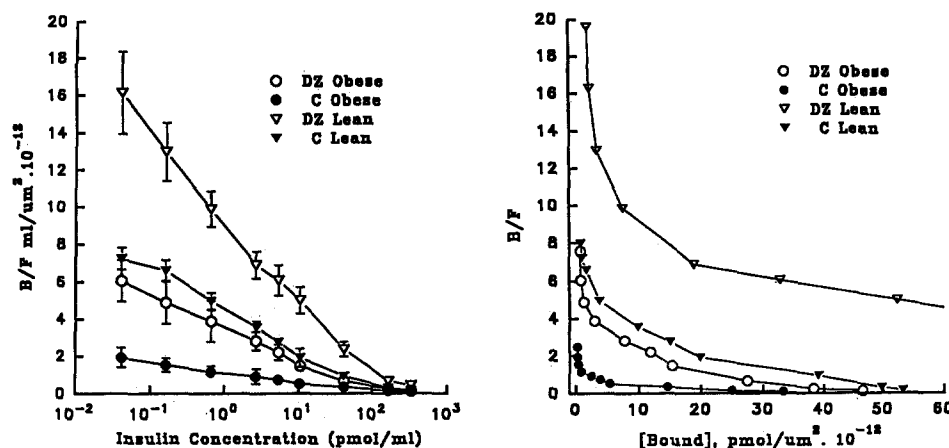 B/F ml/um². 10⁻¹²
20
18
16
14
12
10
8
6
4
2
0
10⁻² 10⁻¹ 10⁰ 10¹ 10² 10³
Insulin Concentration (pmol/ml)
DZ Obese
C Obese
DZ Lean
C Lean
B/F
20
18
16
14
12
10
8
6
4
2
0
0 10 20 30 40 50 60
[Bound], pmol/um². 10⁻¹²
DZ Obese
C Obese
DZ Lean
C Lean